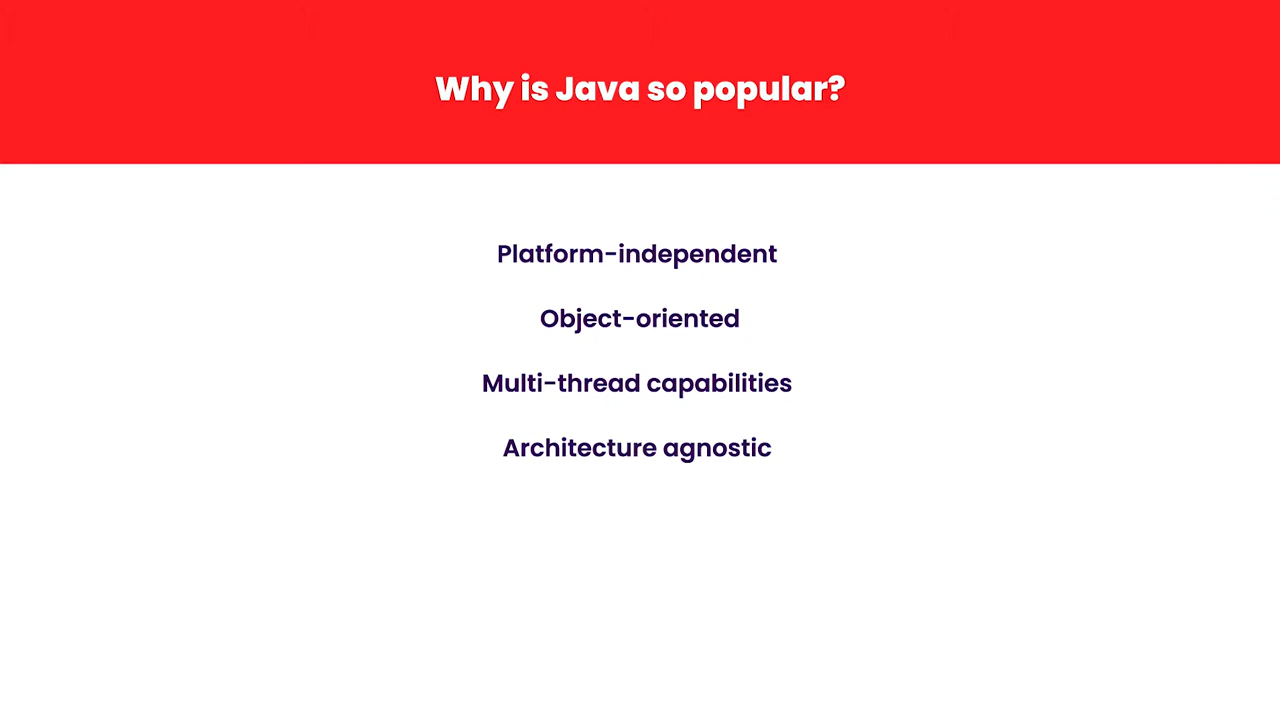 Why is Java so popular?
Platform-independent
Object-oriented
Multi-thread capabilities
Architecture agnostic